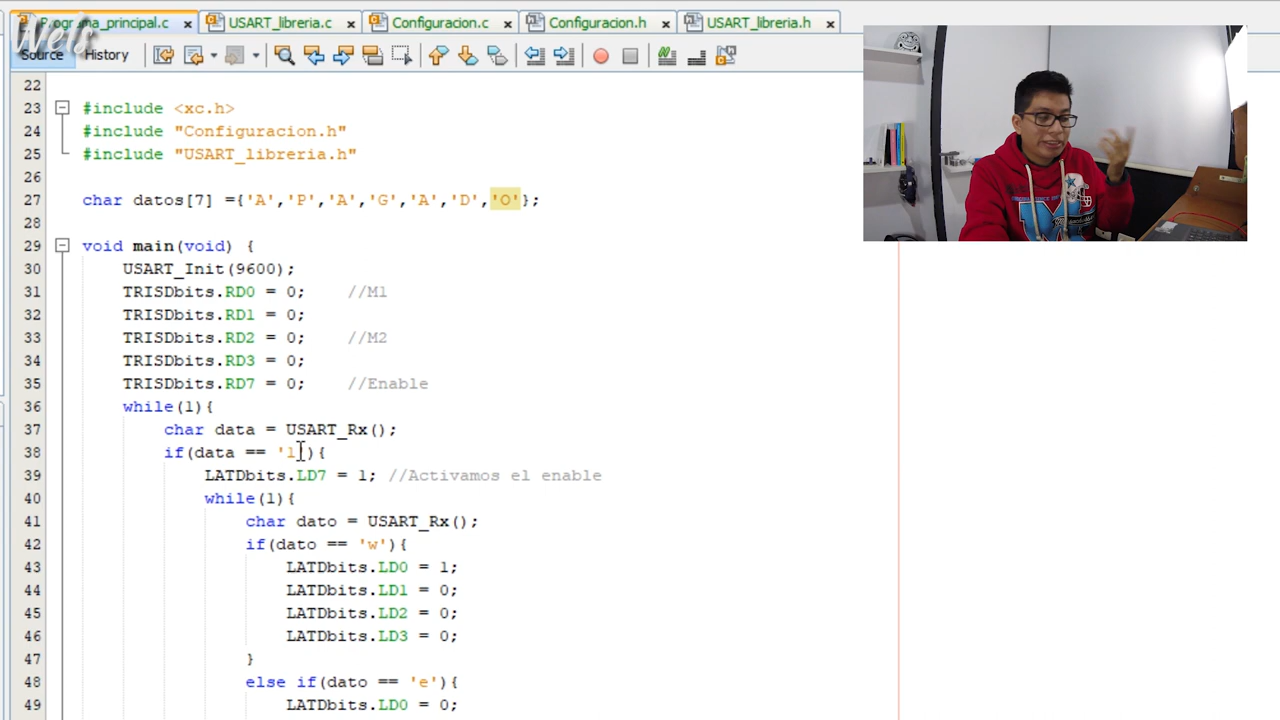 Programa_principal.c USART_libreria.c Configuracion.c Configuracion.h USART_libreria.h
Wels
Source History
22
23 #include <xc.h>
24 #include "Configuracion.h"
25 #include "USART_libreria.h"
26
27 char datos[7] ={'A','P','A','G','A','D','O'};
28
29 void main(void) {
30 USART_Init(9600);
31 TRISDbits.RD0 = 0; //M1
32 TRISDbits.RD1 = 0;
33 TRISDbits.RD2 = 0; //M2
34 TRISDbits.RD3 = 0;
35 TRISDbits.RD7 = 0; //Enable
36 while(1){
37 char data = USART_Rx();
38 if(data == '1'){
39 LATDbits.LD7 = 1; //Activamos el enable
40 while(1){
41 char dato = USART_Rx();
42 if(dato == 'w'){
43 LATDbits.LD0 = 1;
44 LATDbits.LD1 = 0;
45 LATDbits.LD2 = 0;
46 LATDbits.LD3 = 0;
47 }
48 else if(dato == 'e'){
49 LATDbits.LD0 = 0;